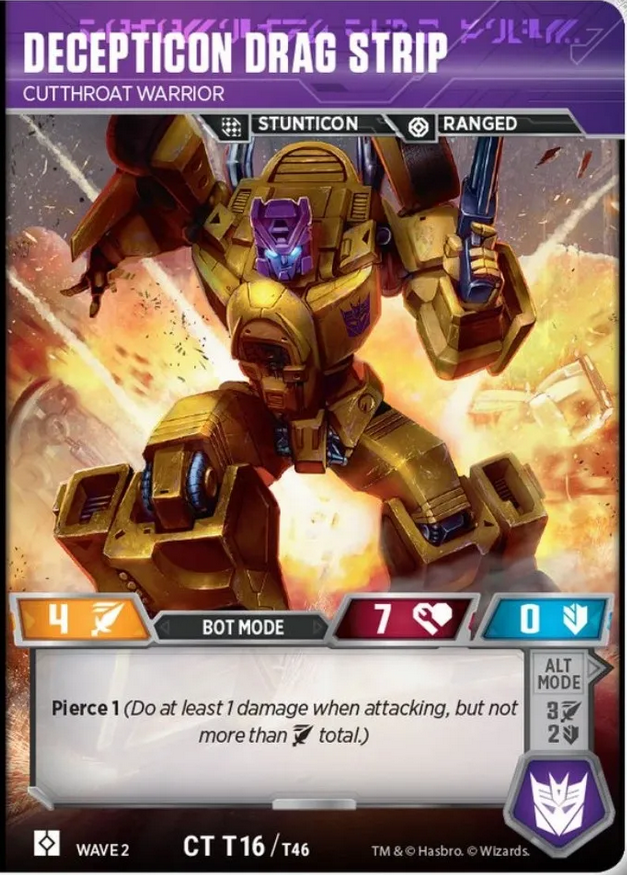 DECEPTICON DRAG STRIP
CUTTHROAT WARRIOR
STUNTICON RANGED
4 BOT MODE 7 0
ALT
MODE
3
2
Pierce 1 (Do at least 1 damage when attacking, but not
more than total.)
WAVE 2 CT T16/T46 TM & © Hasbro. © Wizards.